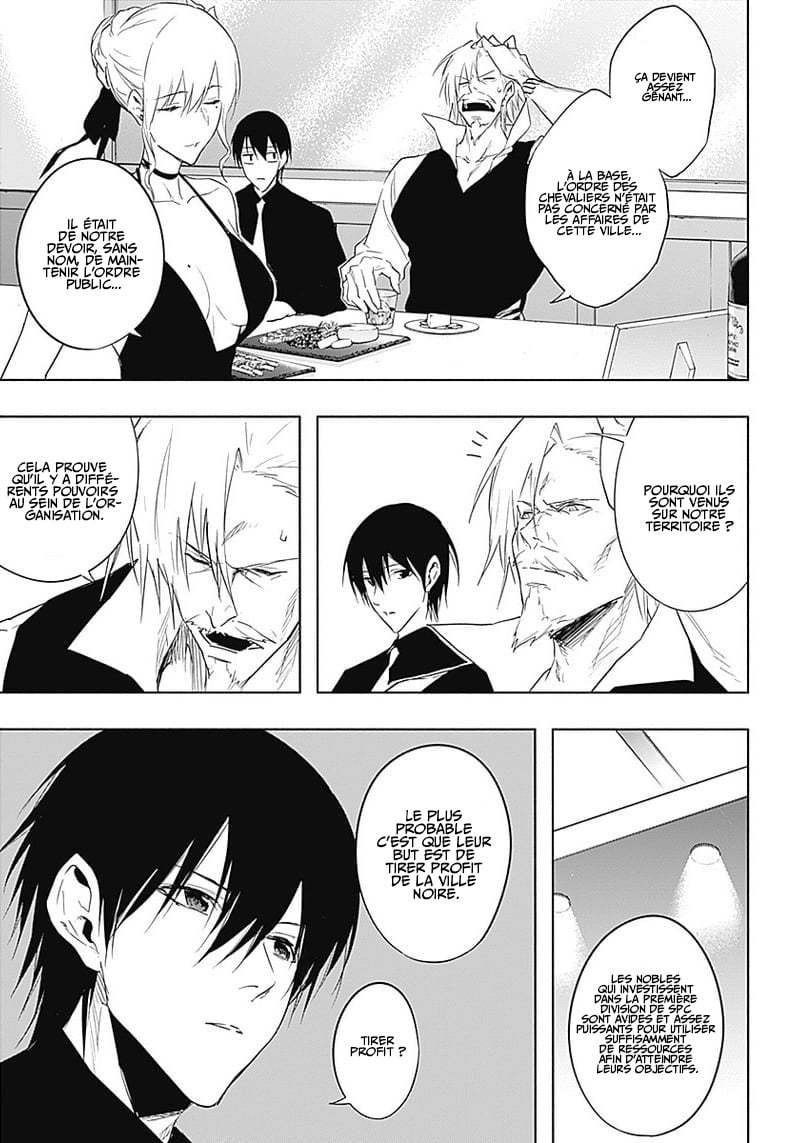 ÇA DEVIENT
ASSEZ
GÊNANT...
À LA BASE,
L'ORDRE DES
CHEVALIERS N'ÉTAIT
PAS CONCERNÉ PAR
LES AFFAIRES DE
CETTE VILLE...
IL ÉTAIT
DE NOTRE
DEVOIR, SANS
NOM, DE MAIN-
TENIR L'ORDRE
PUBLIC...
POURQUOI ILS
SONT VENUS
SUR NOTRE
TERRITOIRE ?
CELA PROUVE
QU'IL Y A DIFFÉ-
RENTS POUVOIRS
AU SEIN DE L'OR-
GANISATION.
LES NOBLES
QUI INVESTISSENT
DANS LA PREMIÈRE
DIVISION DE SPC
SONT AVIDES ET ASSEZ
PUISSANTS POUR UTILISER
SUFFISAMMENT
DE RESSOURCES
AFIN D'ATTEINDRE
LEURS OBJECTIFS.
LE PLUS
PROBABLE
C'EST QUE LEUR
BUT EST DE
TIRER PROFIT
DE LA VILLE
NOIRE.
TIRER
PROFIT ?